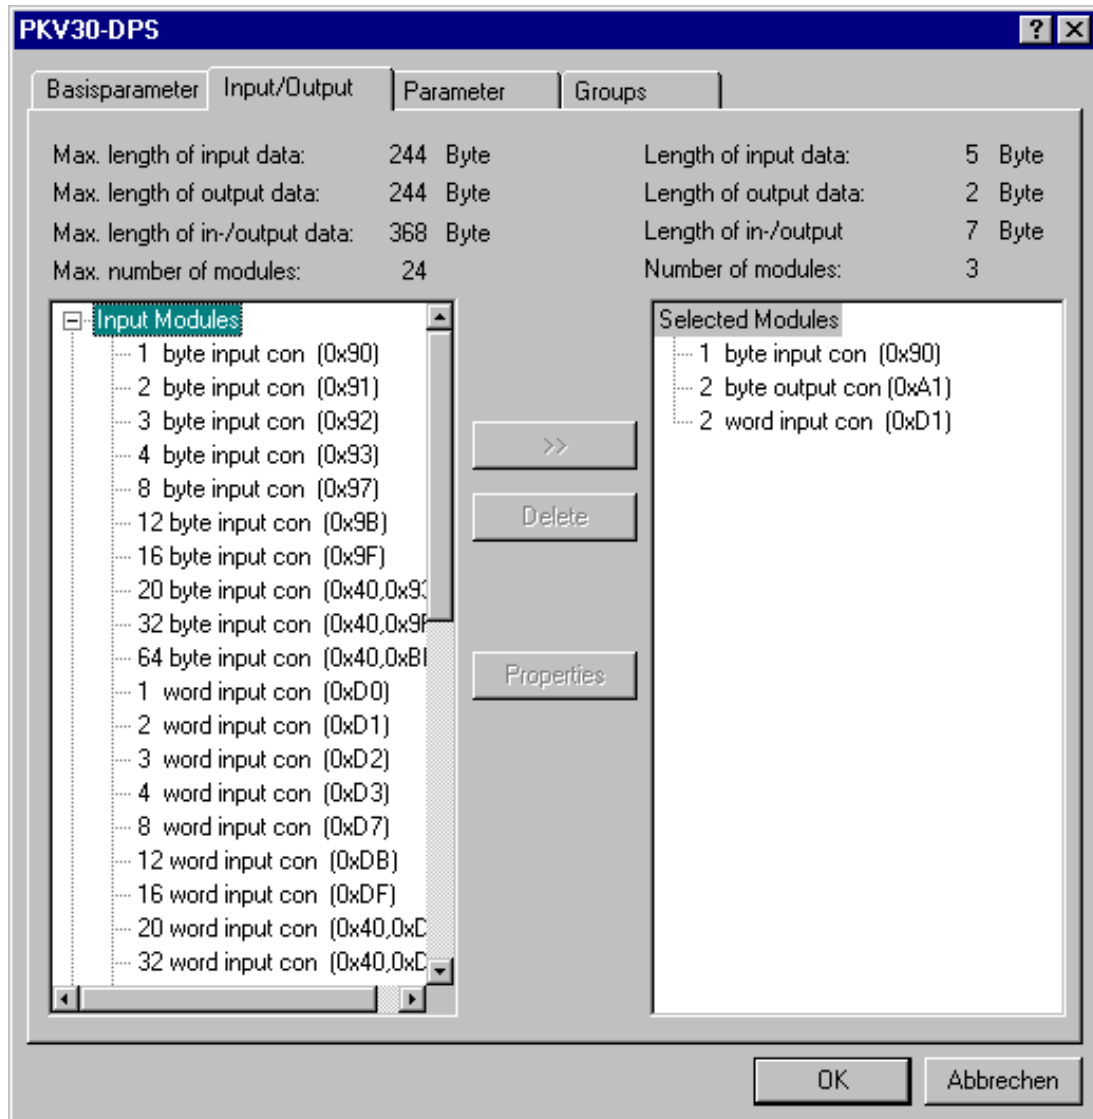 PKV30-DPS
Basisparameter Input/Output Parameter Groups
Max. length of input data: 244 Byte Length of input data: 5 Byte
Max. length of output data: 244 Byte Length of output data: 2 Byte
Max. length of in-/output data: 368 Byte Length of in-/output 7 Byte
Max. number of modules: 24 Number of modules: 3
Input Modules
1 byte input con (0x90)
2 byte input con (0x91)
3 byte input con (0x92)
4 byte input con (0x93)
8 byte input con (0x97)
12 byte input con (0x9B)
16 byte input con (0x9F)
20 byte input con (0x40,0x93
32 byte input con (0x40,0x9F
64 byte input con (0x40,0xBF
1 word input con (0xD0)
2 word input con (0xD1)
3 word input con (0xD2)
4 word input con (0xD3)
8 word input con (0xD7)
12 word input con (0xDB)
16 word input con (0xDF)
20 word input con (0x40,0xD
32 word input con (0x40,0xD
>>
Delete
Properties
Selected Modules
1 byte input con (0x90)
2 byte output con (0xA1)
2 word input con (0xD1)
OK Abbrechen